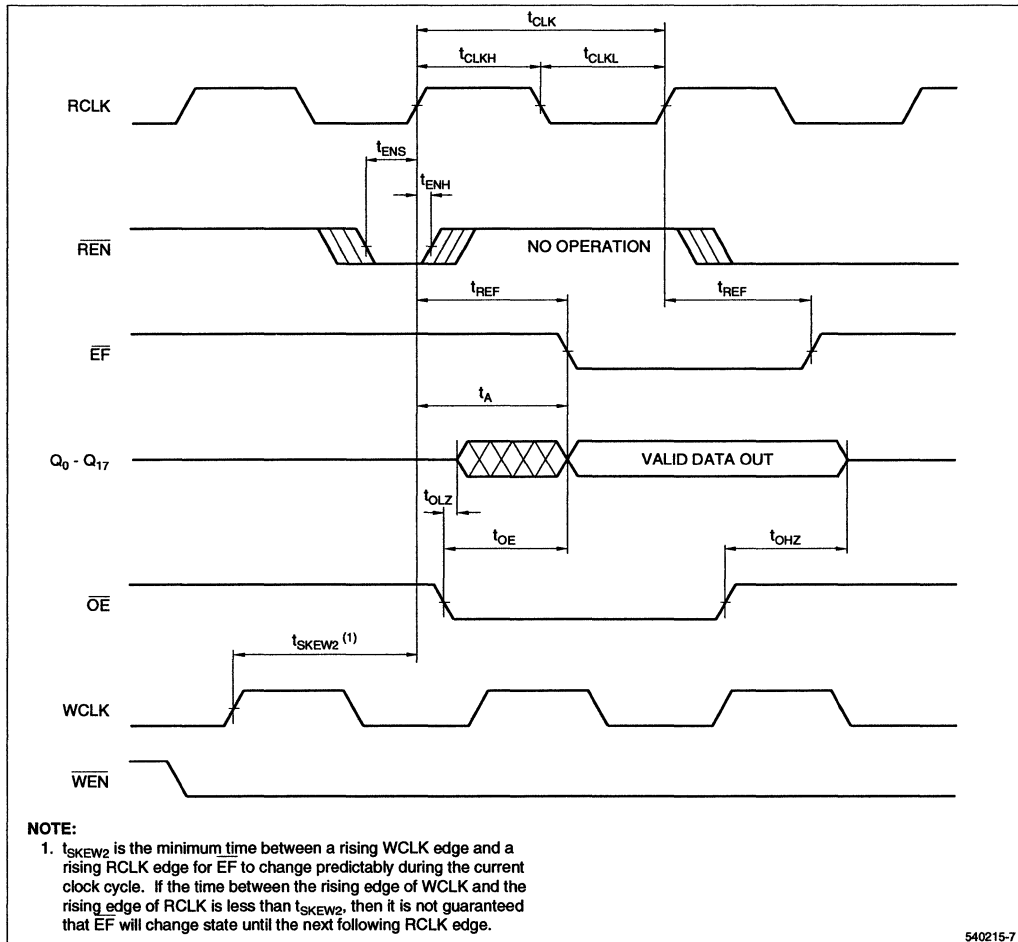 tCLK
tCLKH
tCLKL
RCLK
tENS
tENH
REN
NO OPERATION
tREF
tREF
EF
tA
Q0 - Q17
VALID DATA OUT
tOLZ
tOE
tOHZ
OE
tSKEW2 (1)
WCLK
WEN
NOTE:
1. tSKEW2 is the minimum time between a rising WCLK edge and a
rising RCLK edge for EF to change predictably during the current
clock cycle. If the time between the rising edge of WCLK and the
rising edge of RCLK is less than tSKEW2, then it is not guaranteed
that EF will change state until the next following RCLK edge.
540215-7